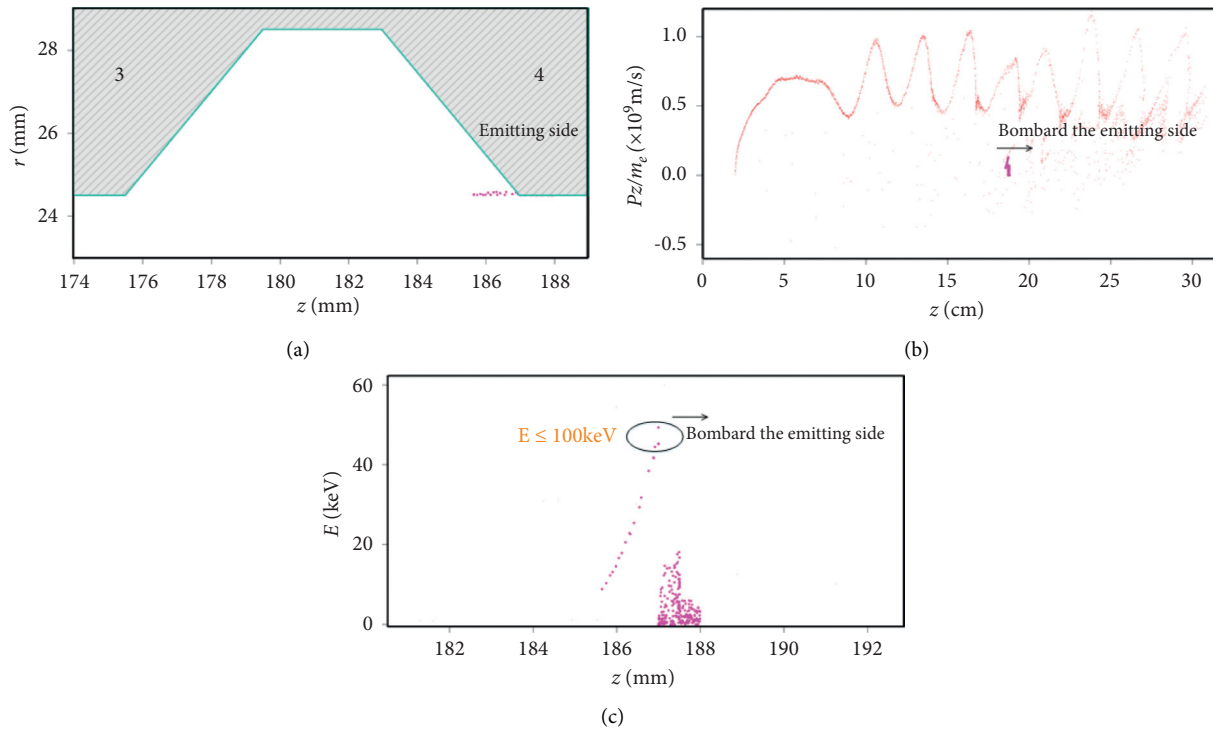 28
26
24
r (mm)
3
4
Emitting side
174 176 178 180 182 184 186 188
z (mm)
(a)
1.0
0.5
0.0
-0.5
Pz/mₑ (×10⁹ m/s)
Bombard the emitting side
0 5 10 15 20 25 30
z (cm)
(b)
60
40
20
0
E (keV)
E ≤ 100keV
Bombard the emitting side
182 184 186 188 190 192
z (mm)
(c)